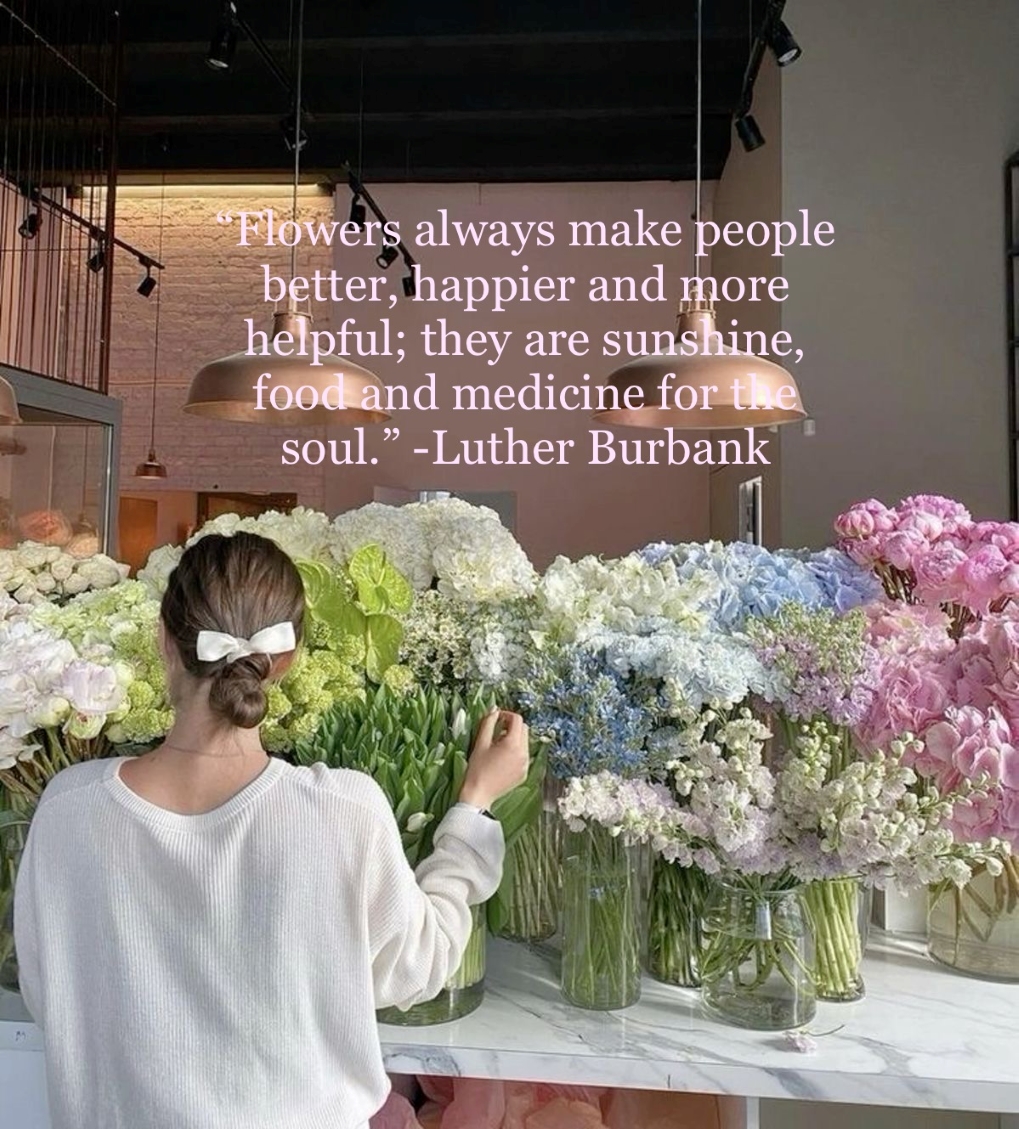 “Flowers always make people
better, happier and more
helpful; they are sunshine,
food and medicine for the
soul.” -Luther Burbank